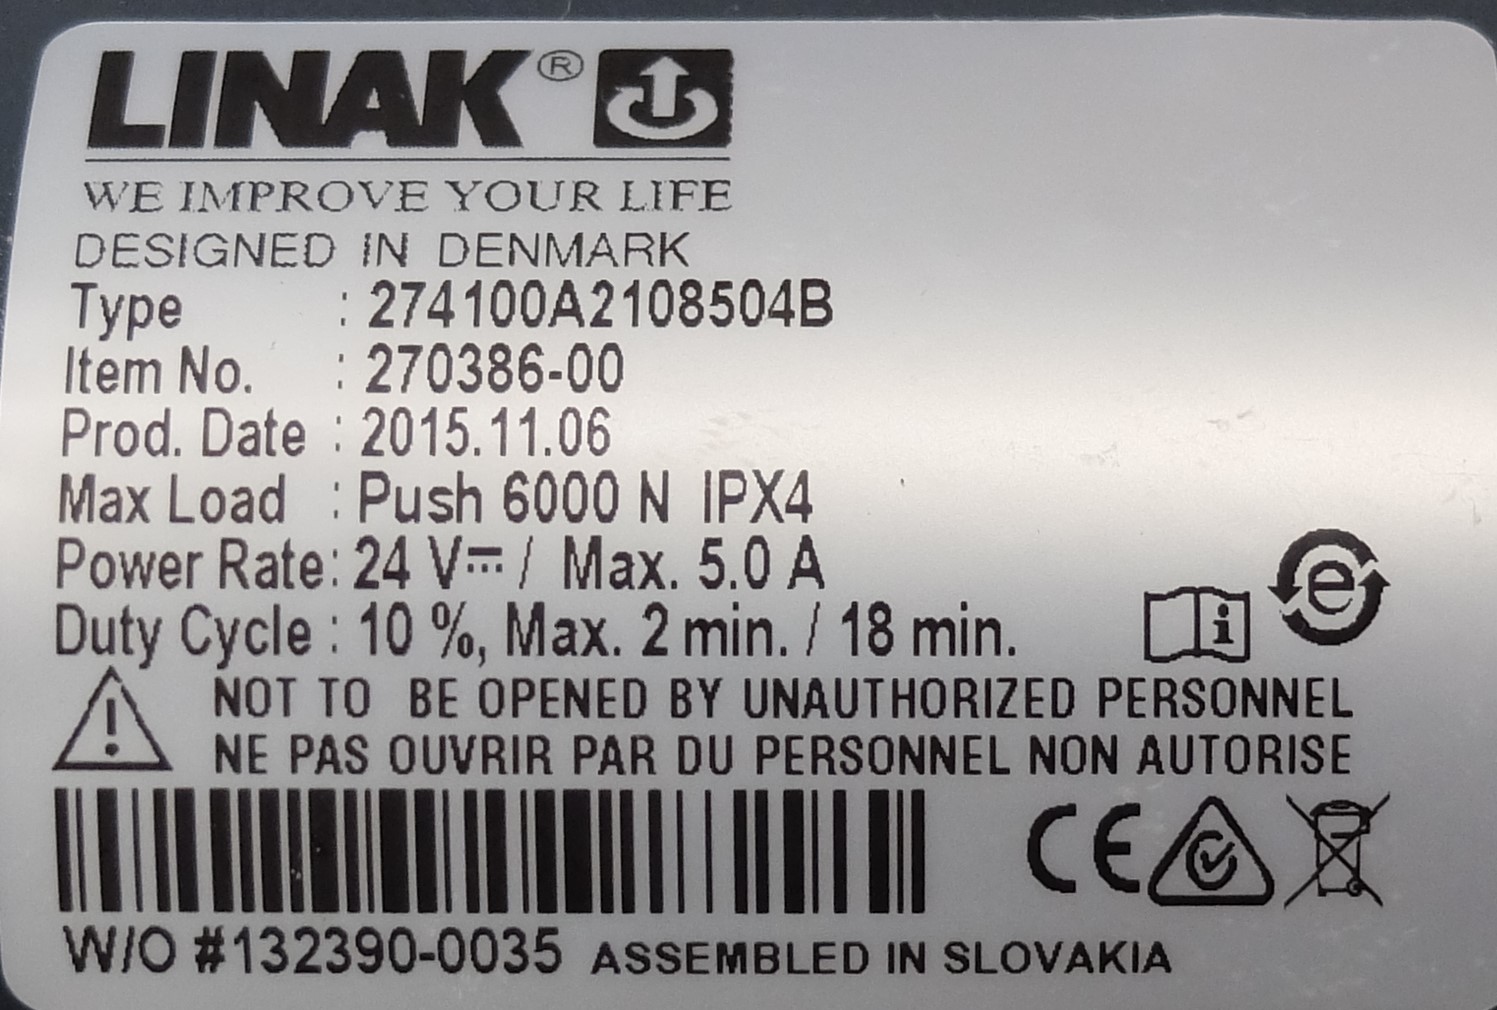 LINAK®
WE IMPROVE YOUR LIFE
DESIGNED IN DENMARK
Type : 274100A2108504B
Item No. : 270386-00
Prod. Date : 2015.11.06
Max Load : Push 6000 N IPX4
Power Rate: 24 V⎓ / Max. 5.0 A
Duty Cycle : 10 %, Max. 2 min. / 18 min.
NOT TO BE OPENED BY UNAUTHORIZED PERSONNEL
NE PAS OUVRIR PAR DU PERSONNEL NON AUTORISE
CE
W/O #132390-0035 ASSEMBLED IN SLOVAKIA